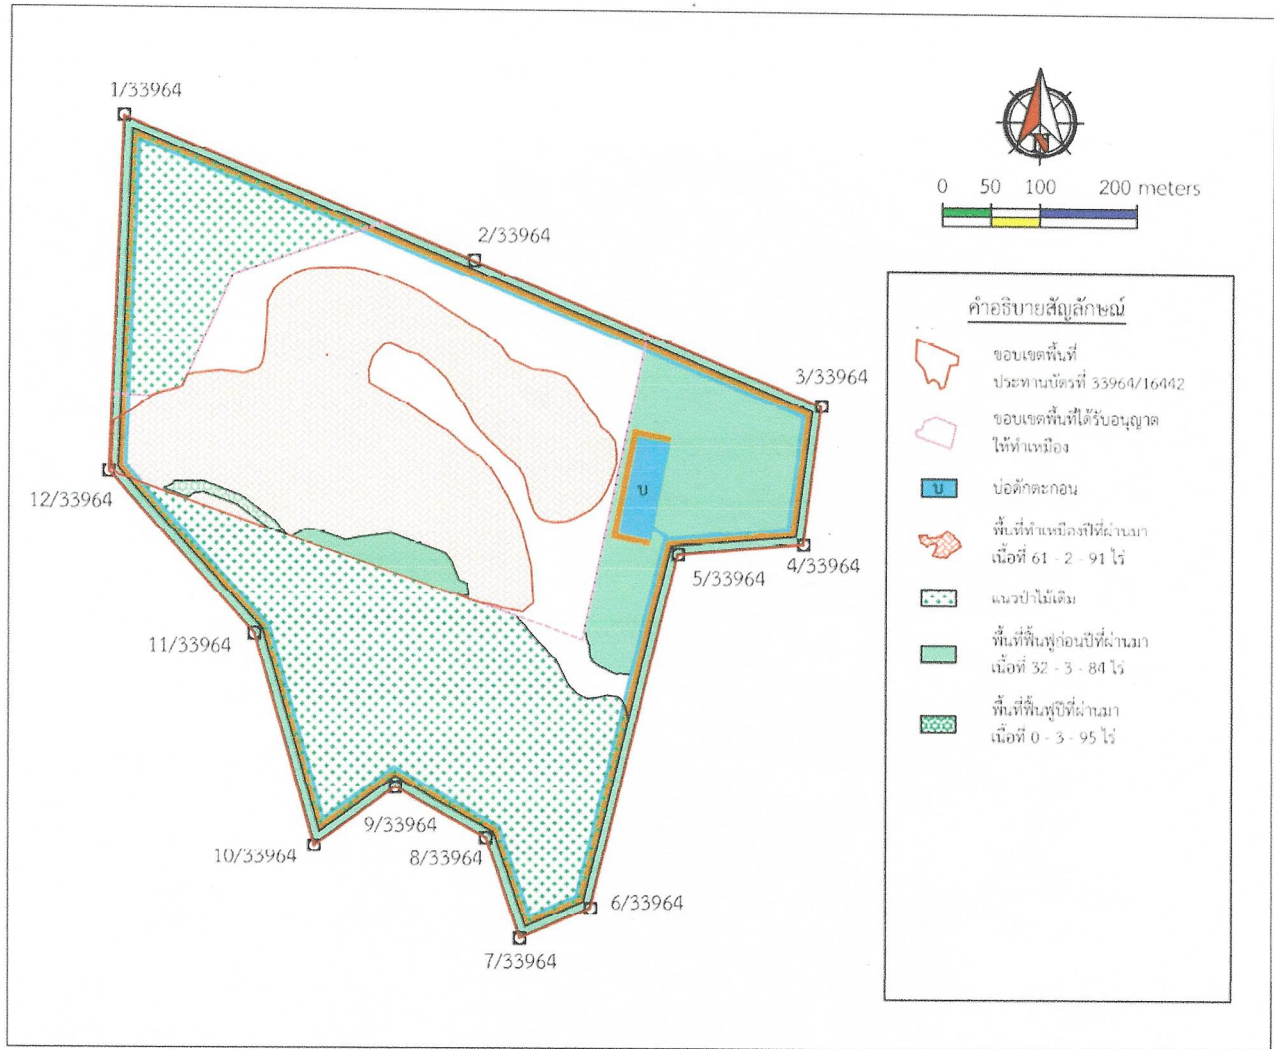 1/33964
2/33964
3/33964
4/33964
5/33964
6/33964
7/33964
8/33964
9/33964
10/33964
11/33964
12/33964
บ
N
0 50 100 200 meters
คำอธิบายสัญลักษณ์
ขอบเขตพื้นที่
ประทานบัตรที่ 33964/16442
ขอบเขตพื้นที่ได้รับอนุญาต
ให้ทำเหมือง
บ
บ่อดักตะกอน
พื้นที่ทำเหมืองปีที่ผ่านมา
เนื้อที่ 61 - 2 - 91 ไร่
แนวป่าไม้เดิม
พื้นที่ฟื้นฟูก่อนปีที่ผ่านมา
เนื้อที่ 32 - 3 - 84 ไร่
พื้นที่ฟื้นฟูปีที่ผ่านมา
เนื้อที่ 0 - 3 - 95 ไร่